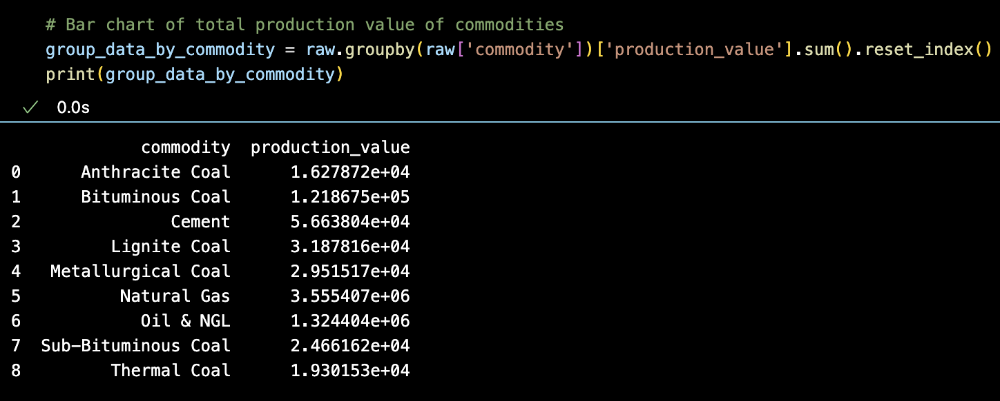 # Bar chart of total production value of commodities
group_data_by_commodity = raw.groupby(raw['commodity'])['production_value'].sum().reset_index()
print(group_data_by_commodity)
✓ 0.0s
commodity production_value
0 Anthracite Coal 1.627872e+04
1 Bituminous Coal 1.218675e+05
2 Cement 5.663804e+04
3 Lignite Coal 3.187816e+04
4 Metallurgical Coal 2.951517e+04
5 Natural Gas 3.555407e+06
6 Oil & NGL 1.324404e+06
7 Sub-Bituminous Coal 2.466162e+04
8 Thermal Coal 1.930153e+04